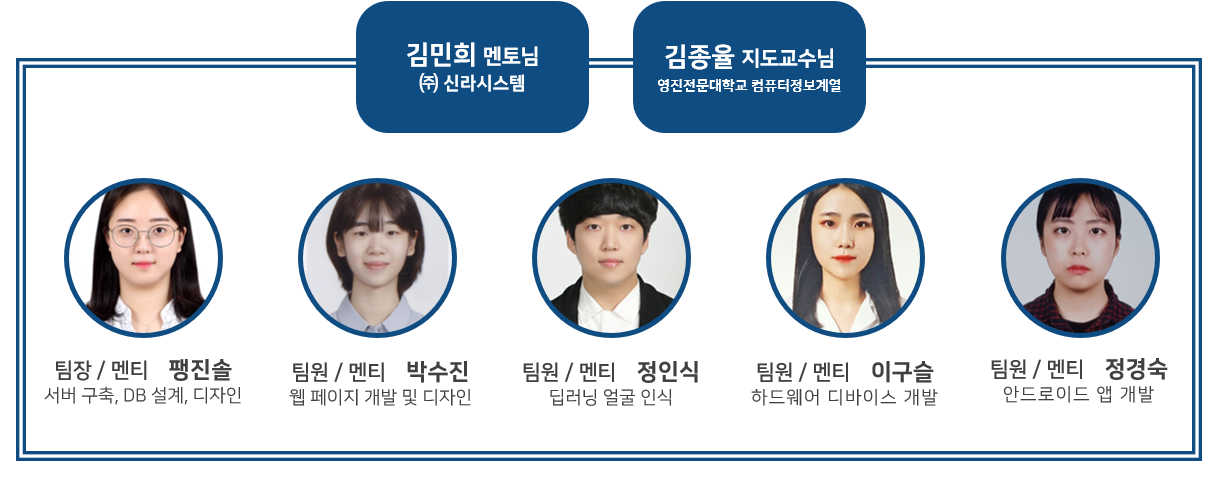 김민희 멘토님
㈜ 신라시스템
김종율 지도교수님
영진전문대학교 컴퓨터정보계열
팀장 / 멘티 팽진솔
서버 구축, DB 설계, 디자인
팀원 / 멘티 박수진
웹 페이지 개발 및 디자인
팀원 / 멘티 정인식
딥러닝 얼굴 인식
팀원 / 멘티 이구슬
하드웨어 디바이스 개발
팀원 / 멘티 정경숙
안드로이드 앱 개발